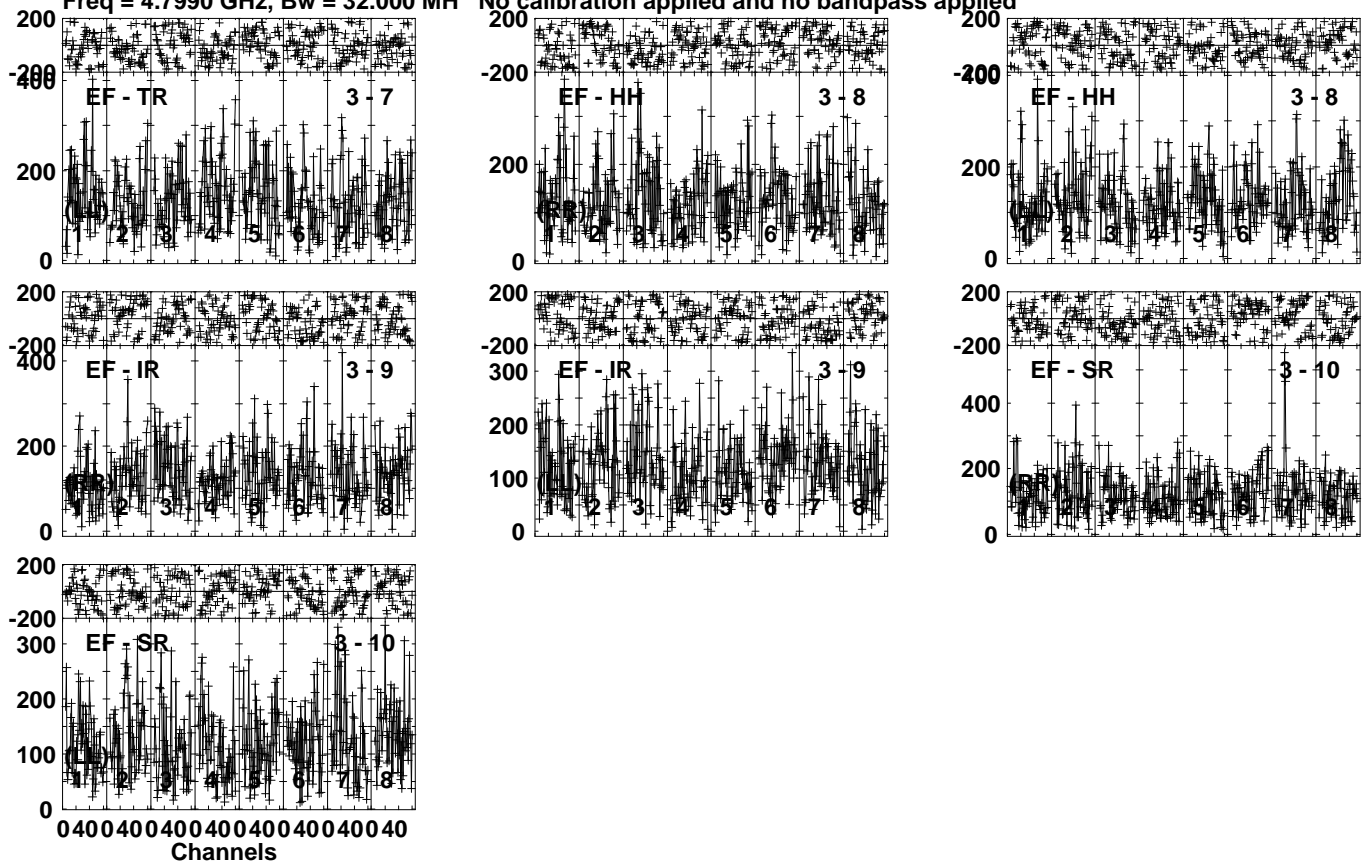 Freq = 4.7990 GHz, Bw = 32.000 MH No calibration applied and no bandpass applied
200 200 200
-200 -200 -200
400 400
EF - TR 3 - 7 EF - HH 3 - 8 EF - HH 3 - 8
200 200 200
(LL) (RR) (LL)
1 2 3 4 5 6 7 8 1 2 3 4 5 6 7 8 1 2 3 4 5 6 7 8
0 0 0
200 200 200
-200 -200 -200
400 300
EF - IR 3 - 9 EF - IR 3 - 9 EF - SR 3 - 10
400
200 200 200
(RR) 100 (LL) (RR)
1 2 3 4 5 6 7 8 1 2 3 4 5 6 7 8 1 2 3 4 5 6 7 8
0 0 0
200
-200
300
EF - SR 3 - 10
200
100
(LL)
1 2 3 4 5 6 7 8
0
0 40 0 40 0 40 0 40 0 40 0 40 0 40 0 40
Channels